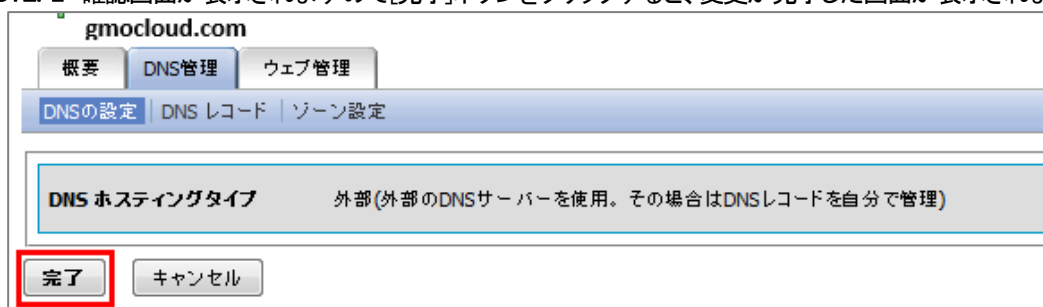 確認画面が表示されますので[完了]ボタンをクリックすると、変更が完了した画面が表示されま
gmocloud.com
概要 DNS管理 ウェブ管理
DNSの設定 DNS レコード ゾーン設定
DNS ホスティングタイプ 外部(外部のDNSサーバーを使用。その場合はDNSレコードを自分で管理)
完了 キャンセル